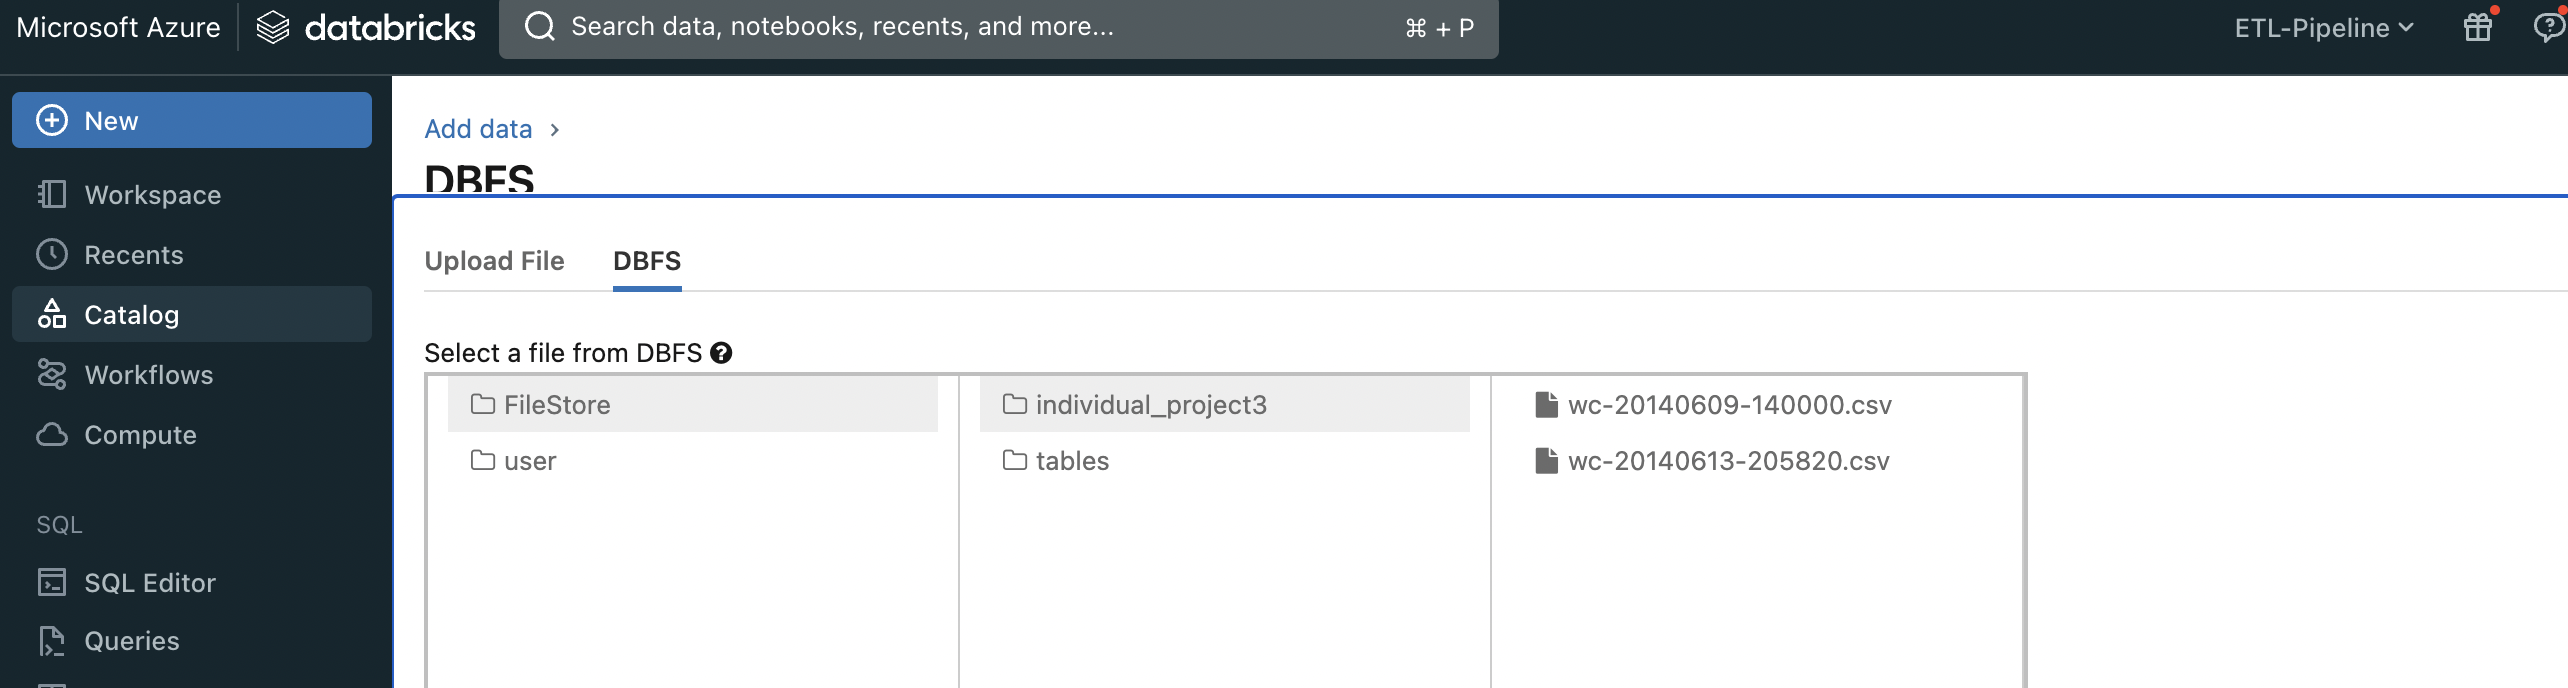 Microsoft Azure
databricks
Search data, notebooks, recents, and more...
⌘ + P
ETL-Pipeline
New
Workspace
Recents
Catalog
Workflows
Compute
SQL
SQL Editor
Queries
Add data >
DBFS
Upload File
DBFS
Select a file from DBFS ?
FileStore
user
individual_project3
tables
wc-20140609-140000.csv
wc-20140613-205820.csv